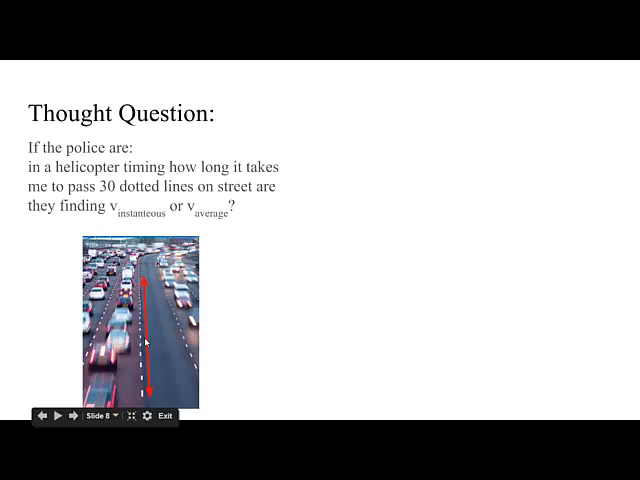 Thought Question:
If the police are:
in a helicopter timing how long it takes
me to pass 30 dotted lines on street are
they finding vinstanteous or vaverage?
Slide 8
Exit